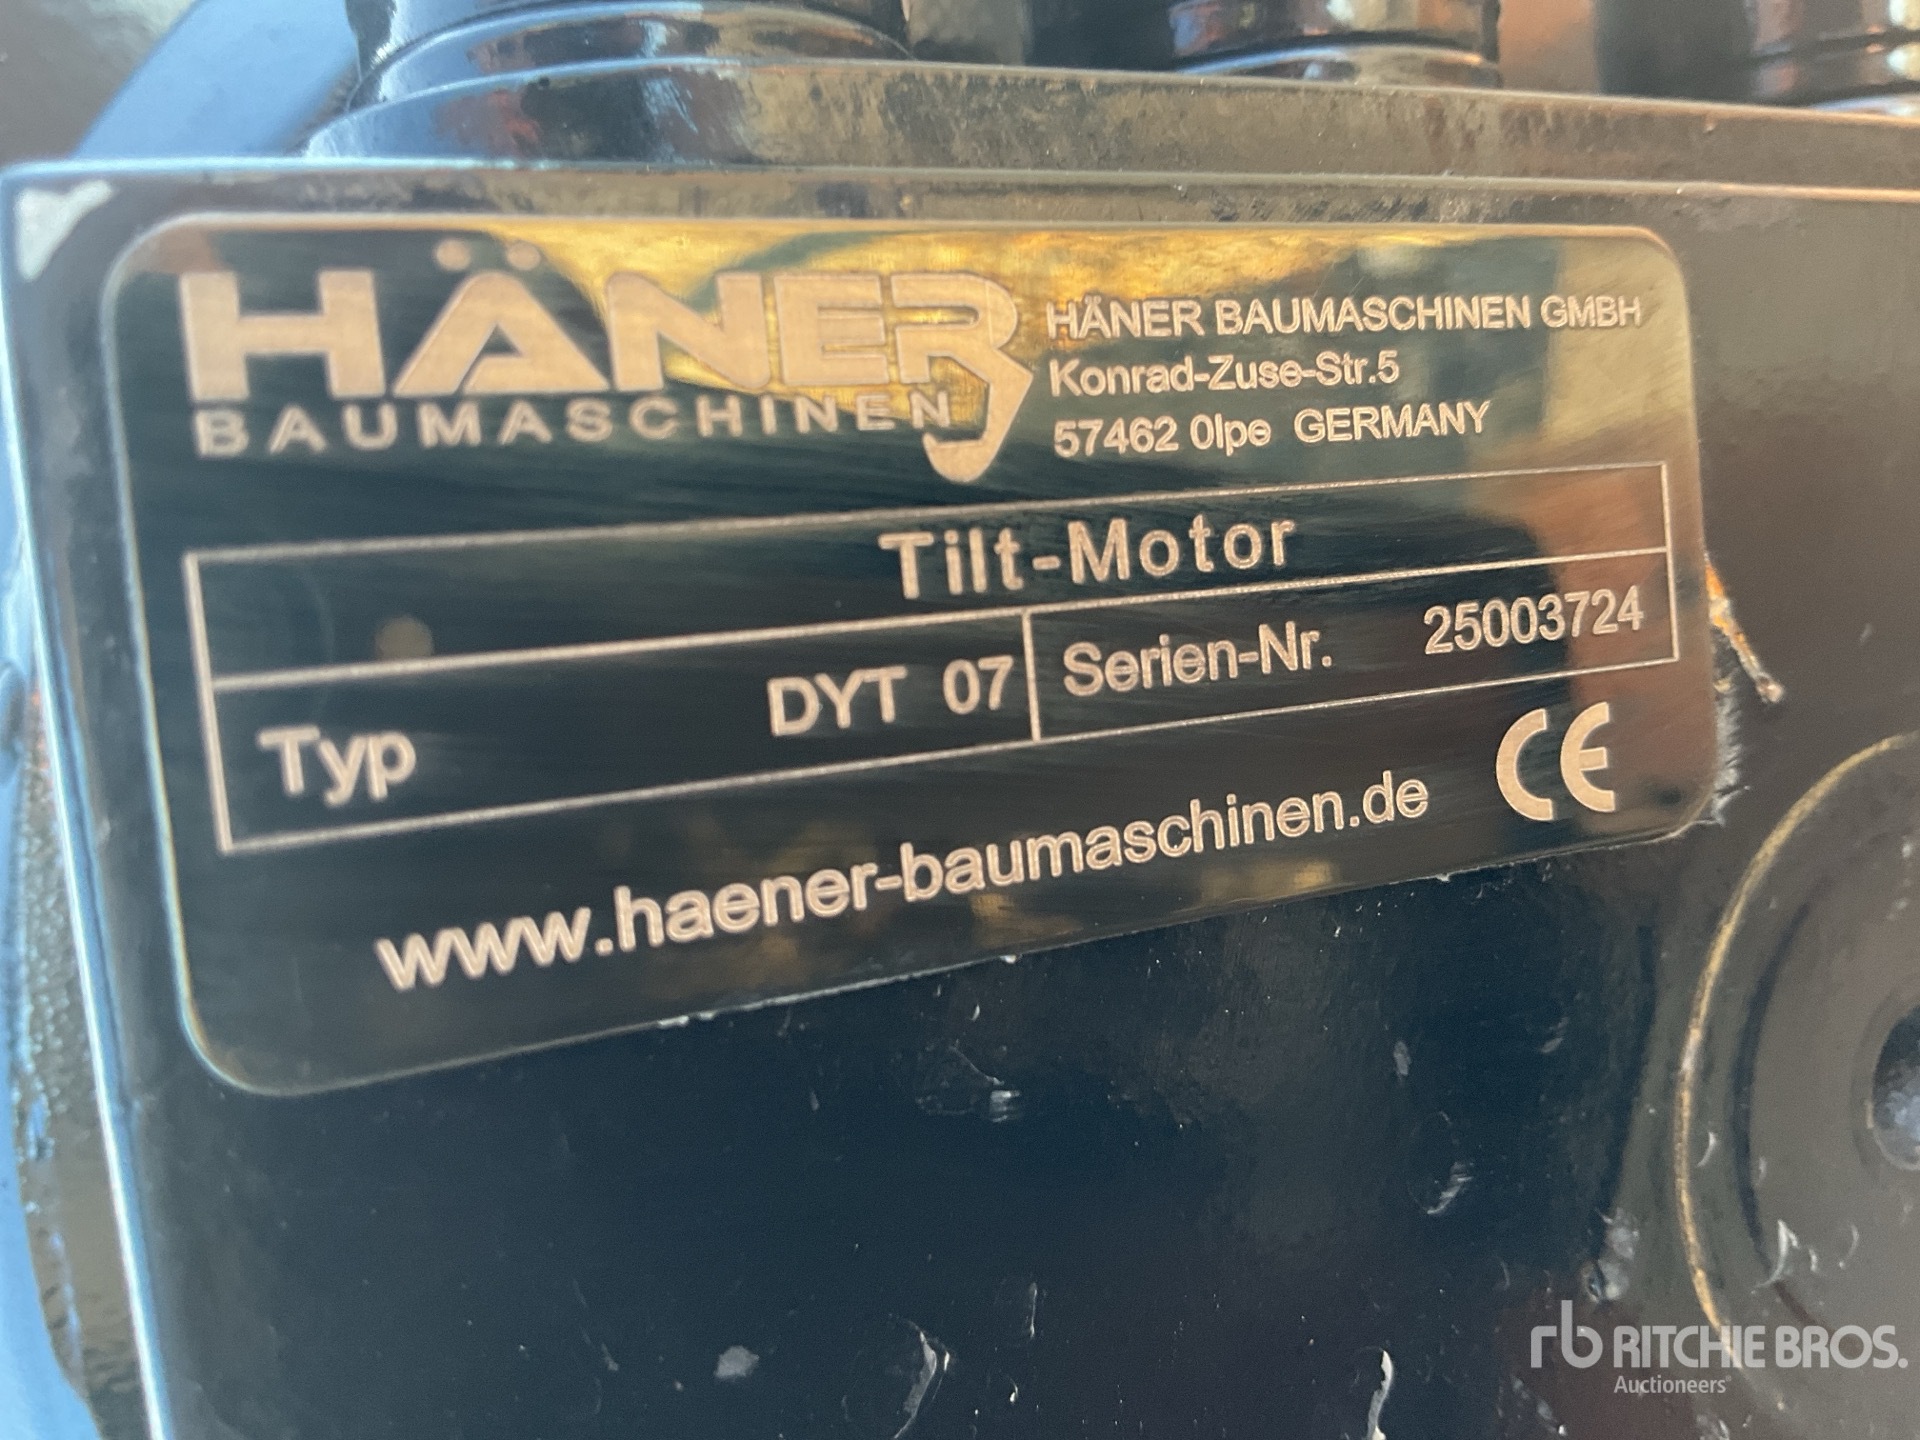 HÄNER
BAUMASCHINEN
HÄNER BAUMASCHINEN GMBH
Konrad-Zuse-Str.5
57462 Olpe GERMANY
Tilt-Motor
Typ DYT 07 Serien-Nr. 25003724
www.haener-baumaschinen.de CE
rb RITCHIE BROS.
Auctioneers